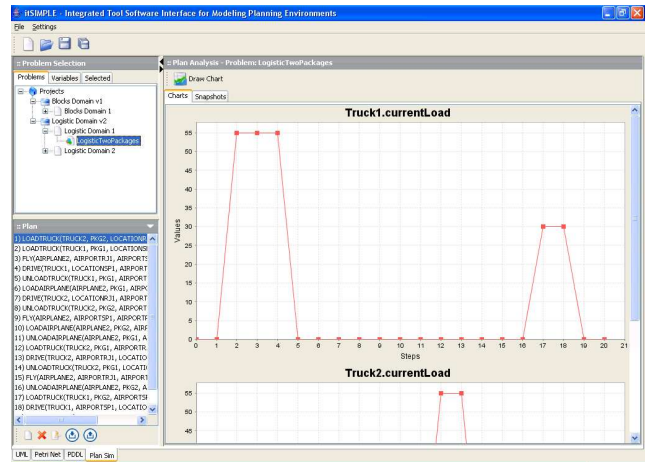 itSIMPLE - Integrated Tool Software Interface for Modeling Planning Environments
File Settings
:: Problem Selection
Problems Variables Selected
Projects
Blocks Domain v1
Blocks Domain 1
Logistic Domain v2
Logistic Domain 1
LogisticTwoPackages
Logistic Domain 2
:: Plan
1) LOADTRUCK(TRUCK2, PKG2, LOCATIONR
2) LOADTRUCK(TRUCK1, PKG1, LOCATIONS
3) FLY(AIRPLANE2, AIRPORTRJ1, AIRPORTS
4) DRIVE(TRUCK1, LOCATIONSP1, AIRPORT
5) UNLOADTRUCK(TRUCK1, PKG1, AIRPORT
6) LOADAIRPLANE(AIRPLANE2, PKG1, AIRPO
7) DRIVE(TRUCK2, LOCATIONRJ1, AIRPORT
8) UNLOADTRUCK(TRUCK2, PKG2, AIRPORT
9) FLY(AIRPLANE2, AIRPORTSP1, AIRPORTR
10) LOADAIRPLANE(AIRPLANE2, PKG2, AIRP
11) UNLOADAIRPLANE(AIRPLANE2, PKG1, A
12) LOADTRUCK(TRUCK2, PKG1, AIRPORTR
13) DRIVE(TRUCK2, AIRPORTRJ1, LOCATIO
14) UNLOADTRUCK(TRUCK2, PKG1, LOCATI
15) FLY(AIRPLANE2, AIRPORTRJ1, AIRPORT
16) UNLOADAIRPLANE(AIRPLANE2, PKG2, A
17) LOADTRUCK(TRUCK1, PKG2, AIRPORTS
18) DRIVE(TRUCK1, AIRPORTSP1, LOCATIO
UML Petri Net PDDL Plan Sim
:: Plan Analysis - Problem: LogisticTwoPackages
Draw Chart
Charts Snapshots
Truck1.currentLoad
Values
55
50
45
40
35
30
25
20
15
10
5
0
0 1 2 3 4 5 6 7 8 9 10 11 12 13 14 15 16 17 18 19 20 21
Steps
Truck2.currentLoad
55
50
45